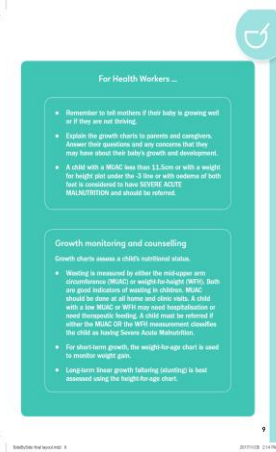 For Health Workers ...
• Remember to tell mothers if their baby is growing well
or if they are not thriving.
• Explain the growth charts to parents and caregivers.
Answer their questions and any concerns that they
may have about their baby's growth and development.
• A child with a MUAC less than 11.5cm or with a weight
for height plot under the -3 line or with oedema of both
feet is considered to have SEVERE ACUTE
MALNUTRITION and should be referred.
Growth monitoring and counselling
Growth charts assess a child's nutritional status.
• Wasting is measured by either the mid-upper arm
circumference (MUAC) or weight-for-height (WFH). Both
are good indicators of wasting in children. MUAC
should be done at all home and clinic visits. A child
with a low MUAC or WFH may need hospitalisation or
need therapeutic feeding. A child must be referred if
either the MUAC OR the WFH measurement classifies
the child as having Severe Acute Malnutrition.
• For short-term growth, the weight-for-age chart is used
to monitor weight gain.
• Long-term linear growth faltering (stunting) is best
assessed using the height-for-age chart.
9